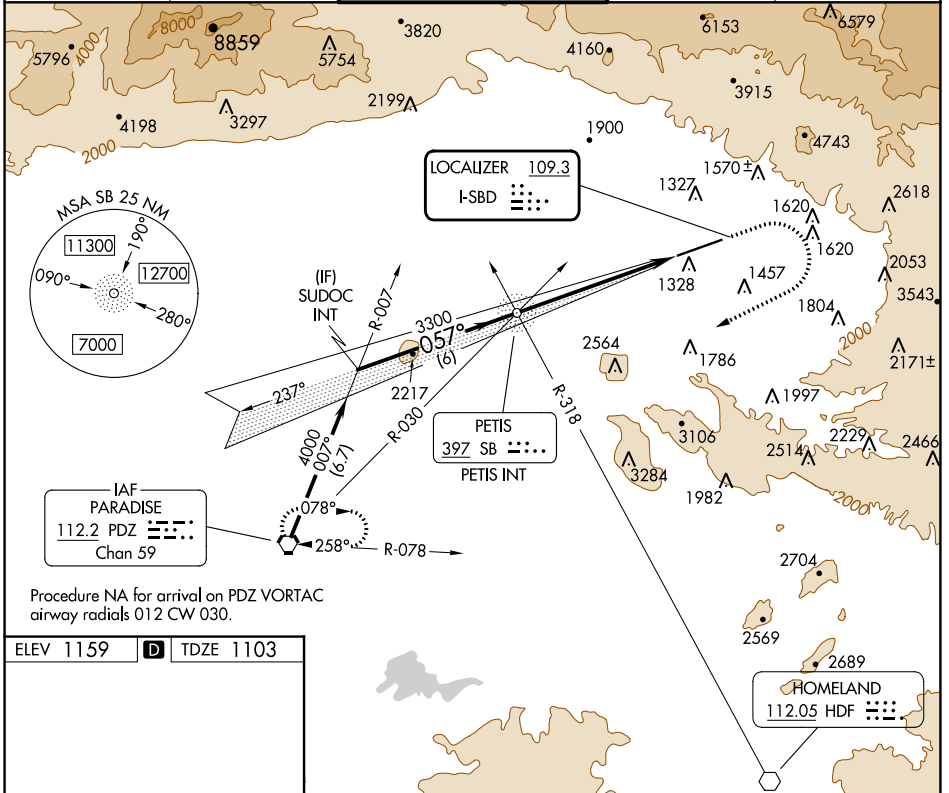 8000
8859
3820
6153
6579
5796
4000
5754
4160
3915
4198
3297
2199
2000
1900
4743
LOCALIZER 109.3
I-SBD
1570±
1327
2618
1620
1620
MSA SB 25 NM
11300
190°
12700
090°
280°
7000
(IF)
SUDOC
INT
R-007
3300
057°
(6)
1328
1457
2053
3543
1804
2000
2171±
237°
2217
R-030
2564
1786
R-318
1997
4000
007°
(6.7)
PETIS
397 SB
PETIS INT
3106
3284
1982
2514
2229
2466
2000
IAF
PARADISE
112.2 PDZ
Chan 59
078°
258°
R-078
2704
2569
2689
Procedure NA for arrival on PDZ VORTAC
airway radials 012 CW 030.
ELEV 1159 D TDZE 1103
HOMELAND
112.05 HDF